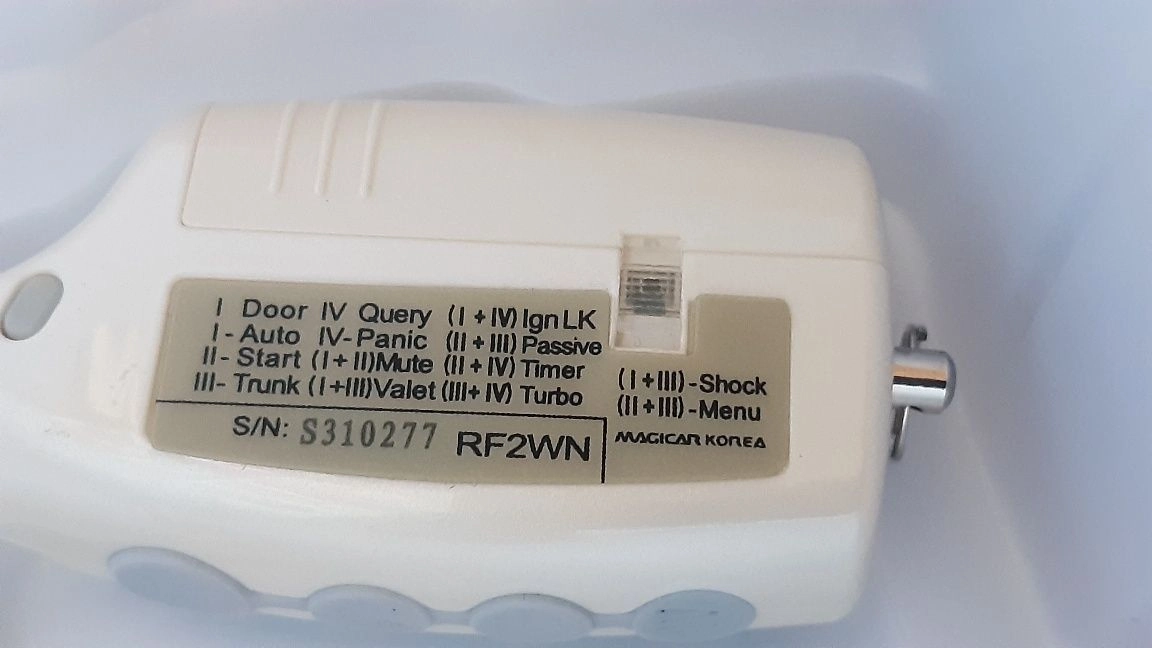 I Door IV Query (I + IV) Ign LK
I - Auto IV- Panic (II + III) Passive
II - Start (I + II)Mute (II + IV) Timer
III- Trunk (I +III)Valet (III+ IV) Turbo
(I + III) -Shock
(II + III) -Menu
S/N: S310277 RF2WN
MAGICAR KOREA